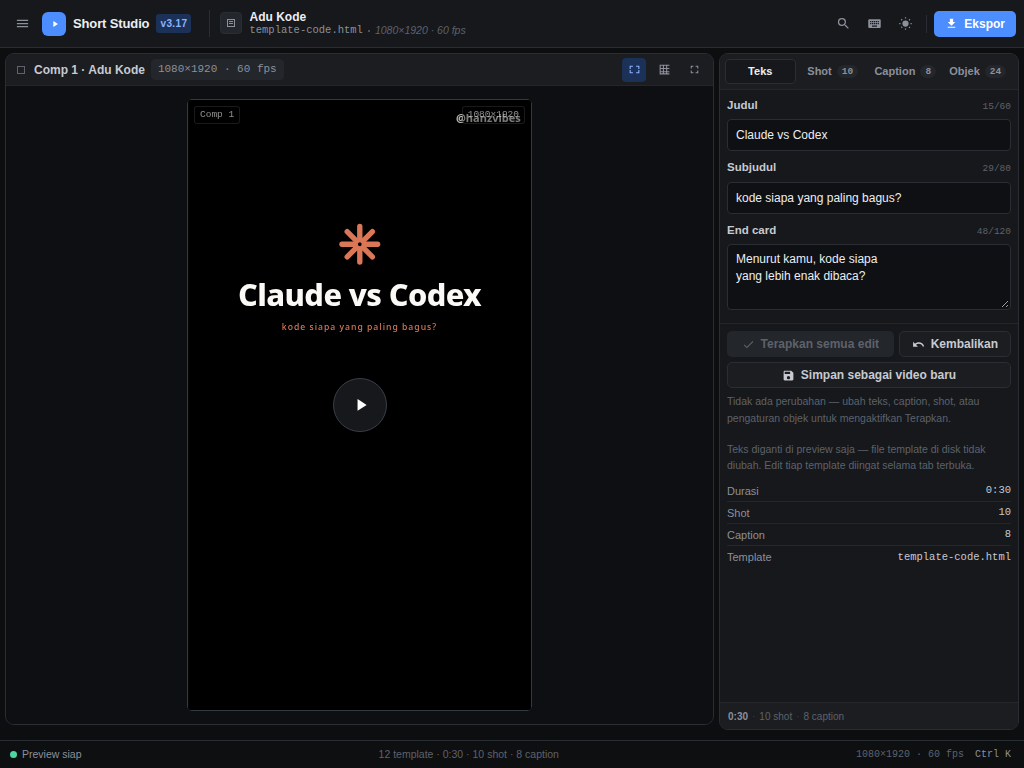 Short Studio v3.17
Adu Kode
template-code.html · 1080×1920 · 60 fps
Ekspor
Comp 1 · Adu Kode 1080×1920 · 60 fps
Comp 1
1080×1920
@hanzvibes
Claude vs Codex
kode siapa yang paling bagus?
Teks Shot 10 Caption 8 Objek 24
Judul 15/60
Claude vs Codex
Subjudul 29/80
kode siapa yang paling bagus?
End card 48/120
Menurut kamu, kode siapa
yang lebih enak dibaca?
Terapkan semua edit Kembalikan
Simpan sebagai video baru
Tidak ada perubahan — ubah teks, caption, shot, atau
pengaturan objek untuk mengaktifkan Terapkan.
Teks diganti di preview saja — file template di disk tidak
diubah. Edit tiap template diingat selama tab terbuka.
Durasi 0:30
Shot 10
Caption 8
Template template-code.html
0:30 · 10 shot · 8 caption
Preview siap
12 template · 0:30 · 10 shot · 8 caption
1080×1920 · 60 fps Ctrl K